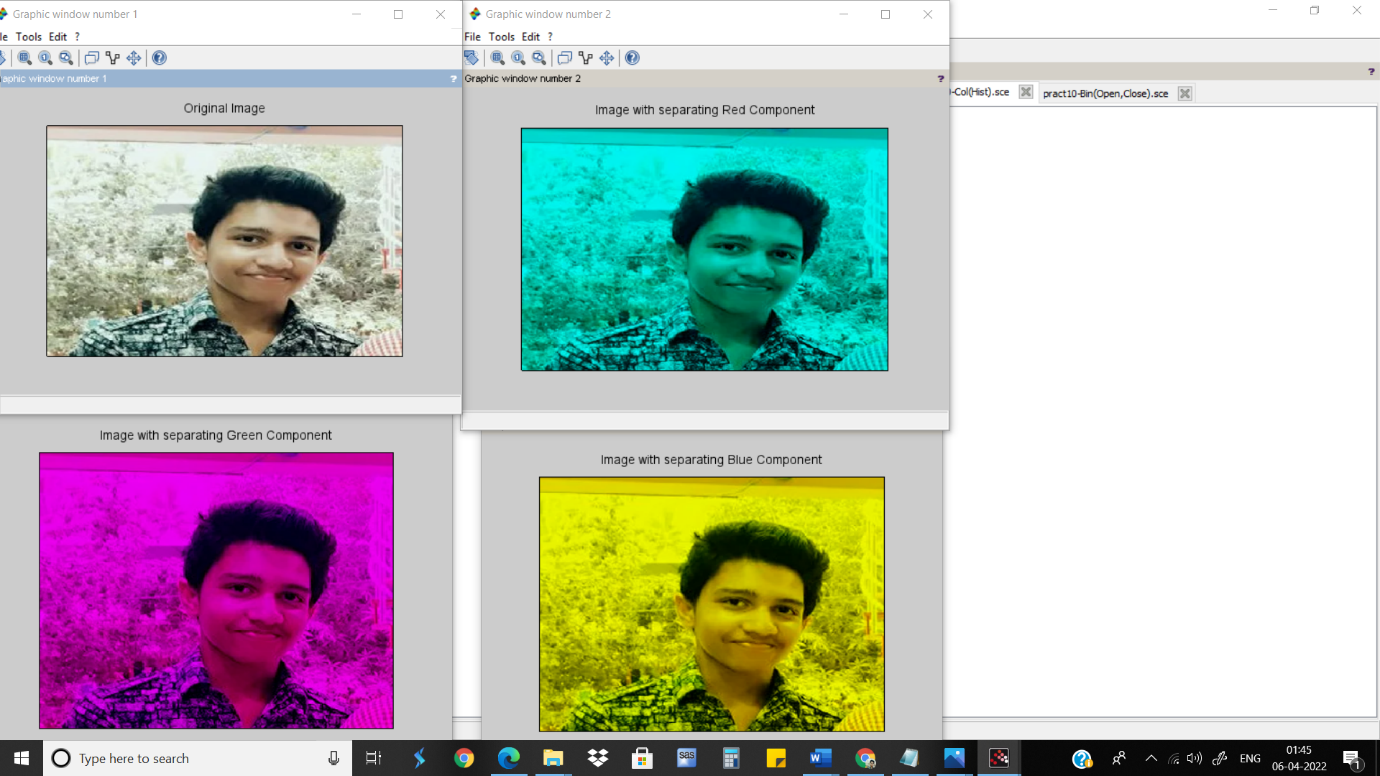 Graphic window number 1
le Tools Edit ?
aphic window number 1 ?
Original Image
Graphic window number 2
File Tools Edit ?
Graphic window number 2 ?
Image with separating Red Component
?
-Col(Hist).sce pract10-Bin(Open,Close).sce
Image with separating Green Component
Image with separating Blue Component
Type here to search
sas
W
ENG
01:45
06-04-2022
1